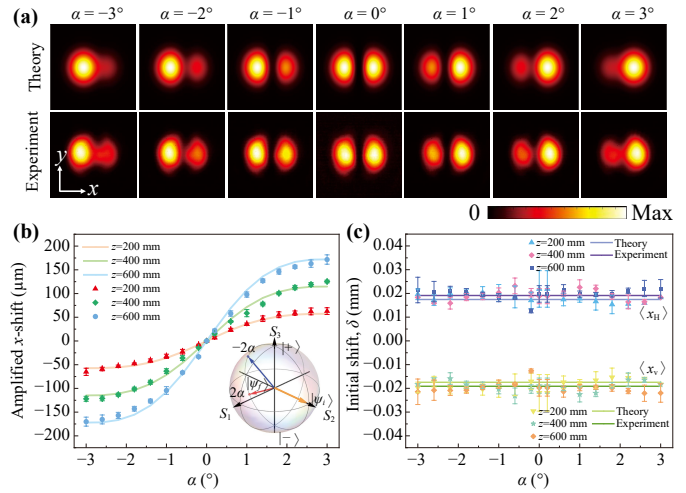 (a) α = −3° α = −2° α = −1° α = 0° α = 1° α = 2° α = 3°
Theory
Experiment
y
x
0 Max
(b)
Amplified x-shift (μm)
200
150
100
50
0
−50
−100
−150
−200
z=200 mm
z=400 mm
z=600 mm
z=200 mm
z=400 mm
z=600 mm
S3
|+⟩
−2α
|ψf⟩
2α
|ψi⟩
S1
S2
|−⟩
−3 −2 −1 0 1 2 3
α (°)
(c)
Initial shift, δ (mm)
0.04
0.03
0.02
0.01
0.00
−0.01
−0.02
−0.03
−0.04
z=200 mm Theory
z=400 mm Experiment
z=600 mm
⟨xH⟩
⟨xv⟩
z=200 mm Theory
z=400 mm Experiment
z=600 mm
−3 −2 −1 0 1 2 3
α (°)